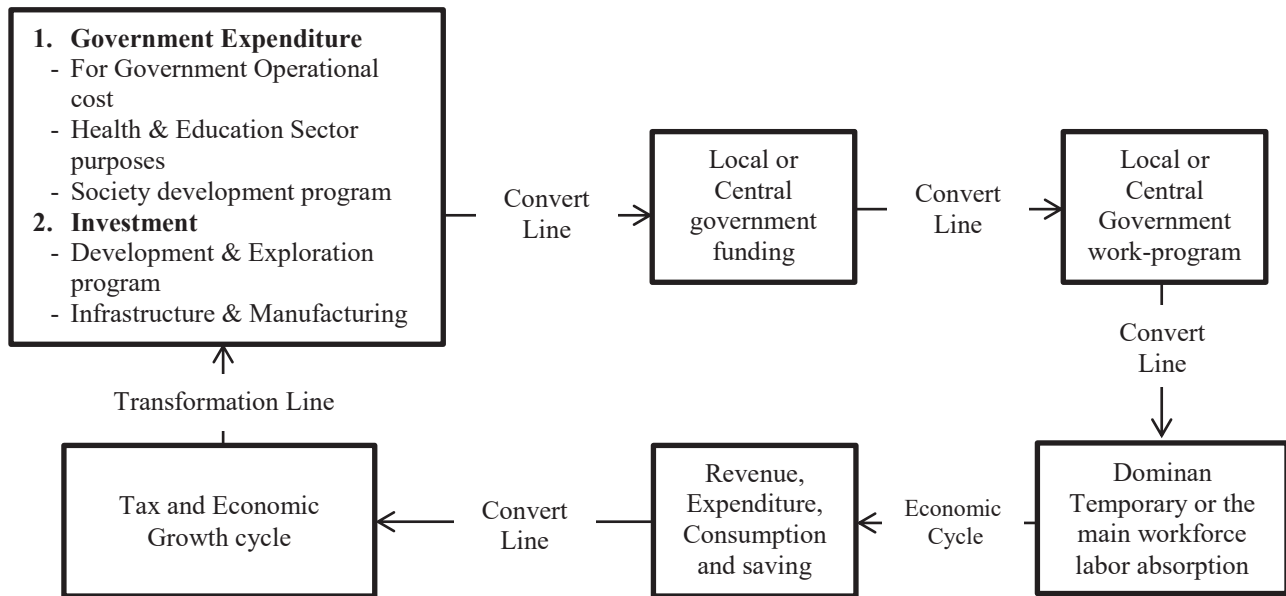 1. Government Expenditure
- For Government Operational
cost
- Health & Education Sector
purposes
- Society development program
2. Investment
- Development & Exploration
program
- Infrastructure & Manufacturing
Convert
Line
Local or
Central
government
funding
Convert
Line
Local or
Central
Government
work-program
Convert
Line
Transformation Line
Tax and Economic
Growth cycle
Convert
Line
Revenue,
Expenditure,
Consumption
and saving
Economic
Cycle
Dominan
Temporary or the
main workforce
labor absorption